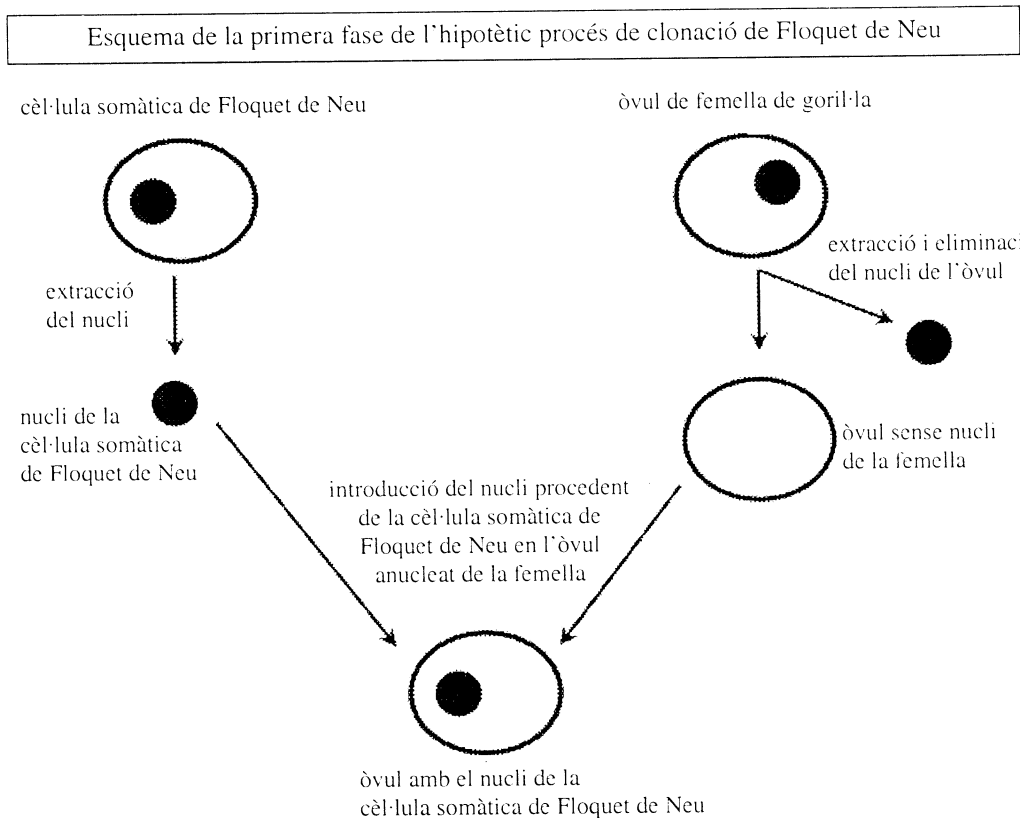 Esquema de la primera fase de l'hipotètic procés de clonació de Floquet de Neu
cèl·lula somàtica de Floquet de Neu
òvul de femella de goril·la
extracció
del nucli
extracció i eliminaci
del nucli de l'òvul
nucli de la
cèl·lula somàtica
de Floquet de Neu
òvul sense nucli
de la femella
introducció del nucli procedent
de la cèl·lula somàtica de
Floquet de Neu en l'òvul
anucleat de la femella
òvul amb el nucli de la
cèl·lula somàtica de Floquet de Neu